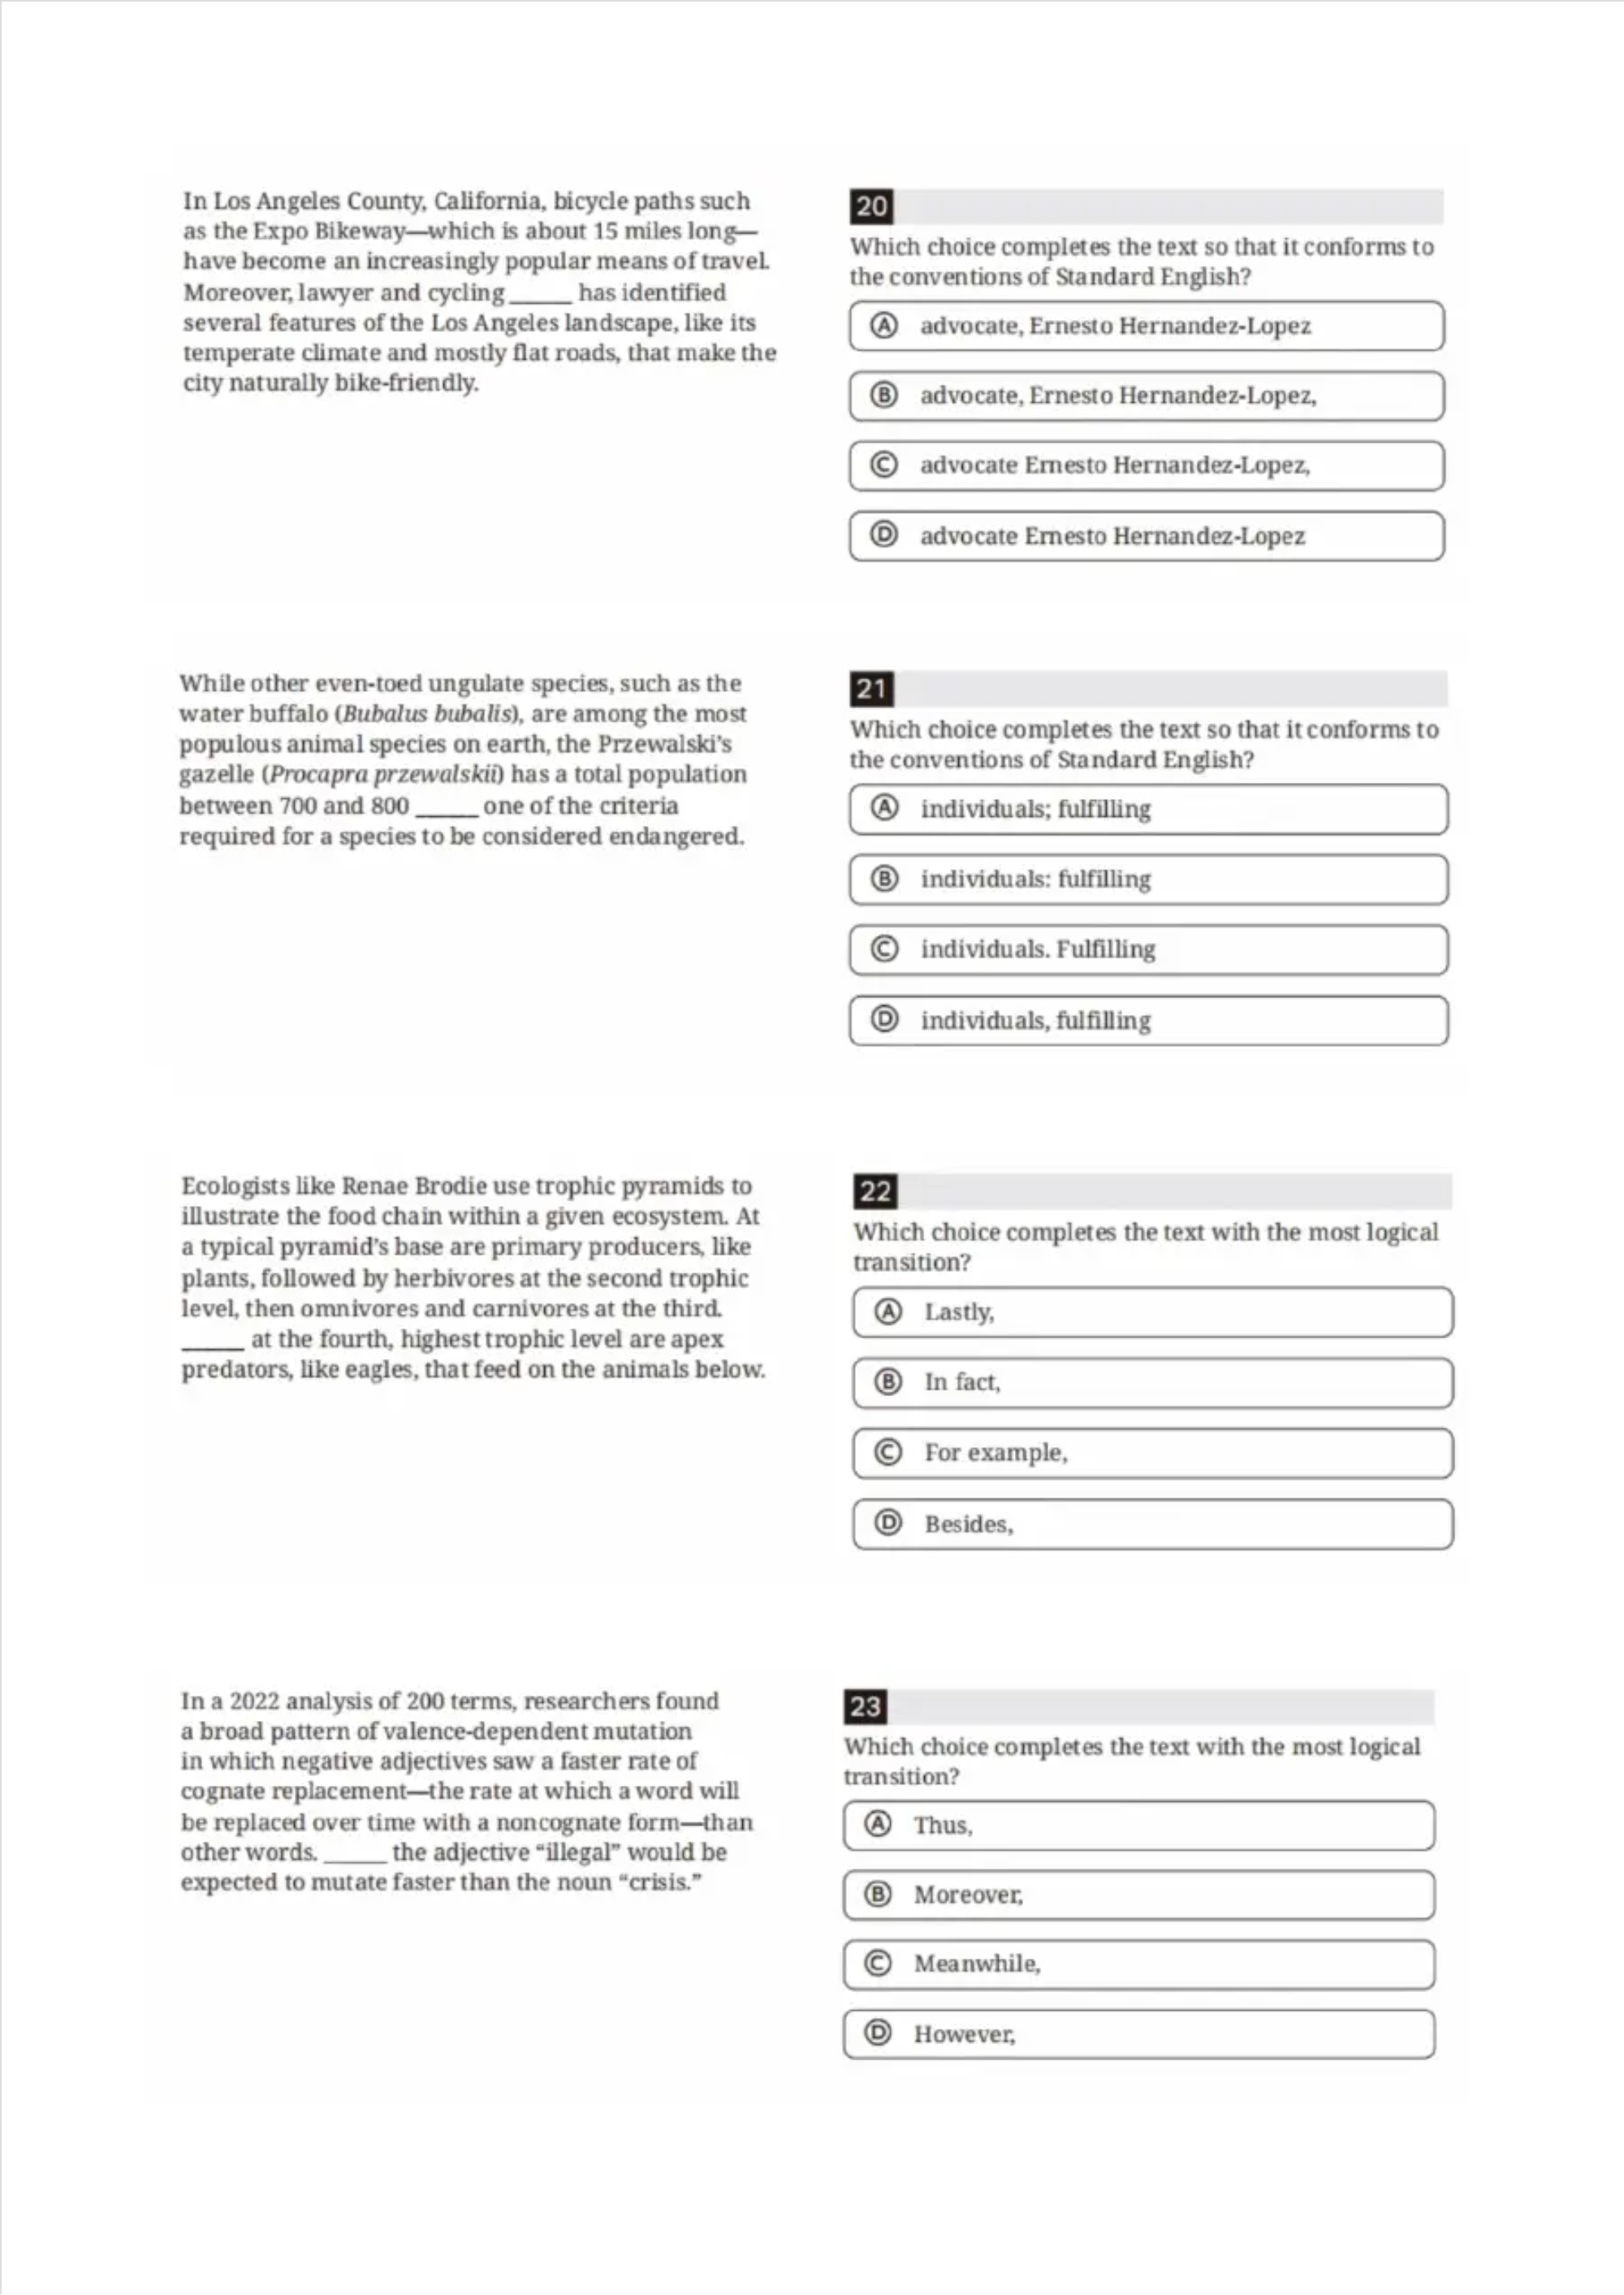 In Los Angeles County, California, bicycle paths such
as the Expo Bikeway—which is about 15 miles long—
have become an increasingly popular means of travel.
Moreover, lawyer and cycling _____ has identified
several features of the Los Angeles landscape, like its
temperate climate and mostly flat roads, that make the
city naturally bike-friendly.
20
Which choice completes the text so that it conforms to
the conventions of Standard English?
Ⓐ advocate, Ernesto Hernandez-Lopez
Ⓑ advocate, Ernesto Hernandez-Lopez,
Ⓒ advocate Ernesto Hernandez-Lopez,
Ⓓ advocate Ernesto Hernandez-Lopez
While other even-toed ungulate species, such as the
water buffalo (Bubalus bubalis), are among the most
populous animal species on earth, the Przewalski’s
gazelle (Procapra przewalskii) has a total population
between 700 and 800 _____ one of the criteria
required for a species to be considered endangered.
21
Which choice completes the text so that it conforms to
the conventions of Standard English?
Ⓐ individuals; fulfilling
Ⓑ individuals: fulfilling
Ⓒ individuals. Fulfilling
Ⓓ individuals, fulfilling
Ecologists like Renae Brodie use trophic pyramids to
illustrate the food chain within a given ecosystem. At
a typical pyramid’s base are primary producers, like
plants, followed by herbivores at the second trophic
level, then omnivores and carnivores at the third.
_____ at the fourth, highest trophic level are apex
predators, like eagles, that feed on the animals below.
22
Which choice completes the text with the most logical
transition?
Ⓐ Lastly,
Ⓑ In fact,
Ⓒ For example,
Ⓓ Besides,
In a 2022 analysis of 200 terms, researchers found
a broad pattern of valence-dependent mutation
in which negative adjectives saw a faster rate of
cognate replacement—the rate at which a word will
be replaced over time with a noncognate form—than
other words. _____ the adjective “illegal” would be
expected to mutate faster than the noun “crisis.”
23
Which choice completes the text with the most logical
transition?
Ⓐ Thus,
Ⓑ Moreover,
Ⓒ Meanwhile,
Ⓓ However,